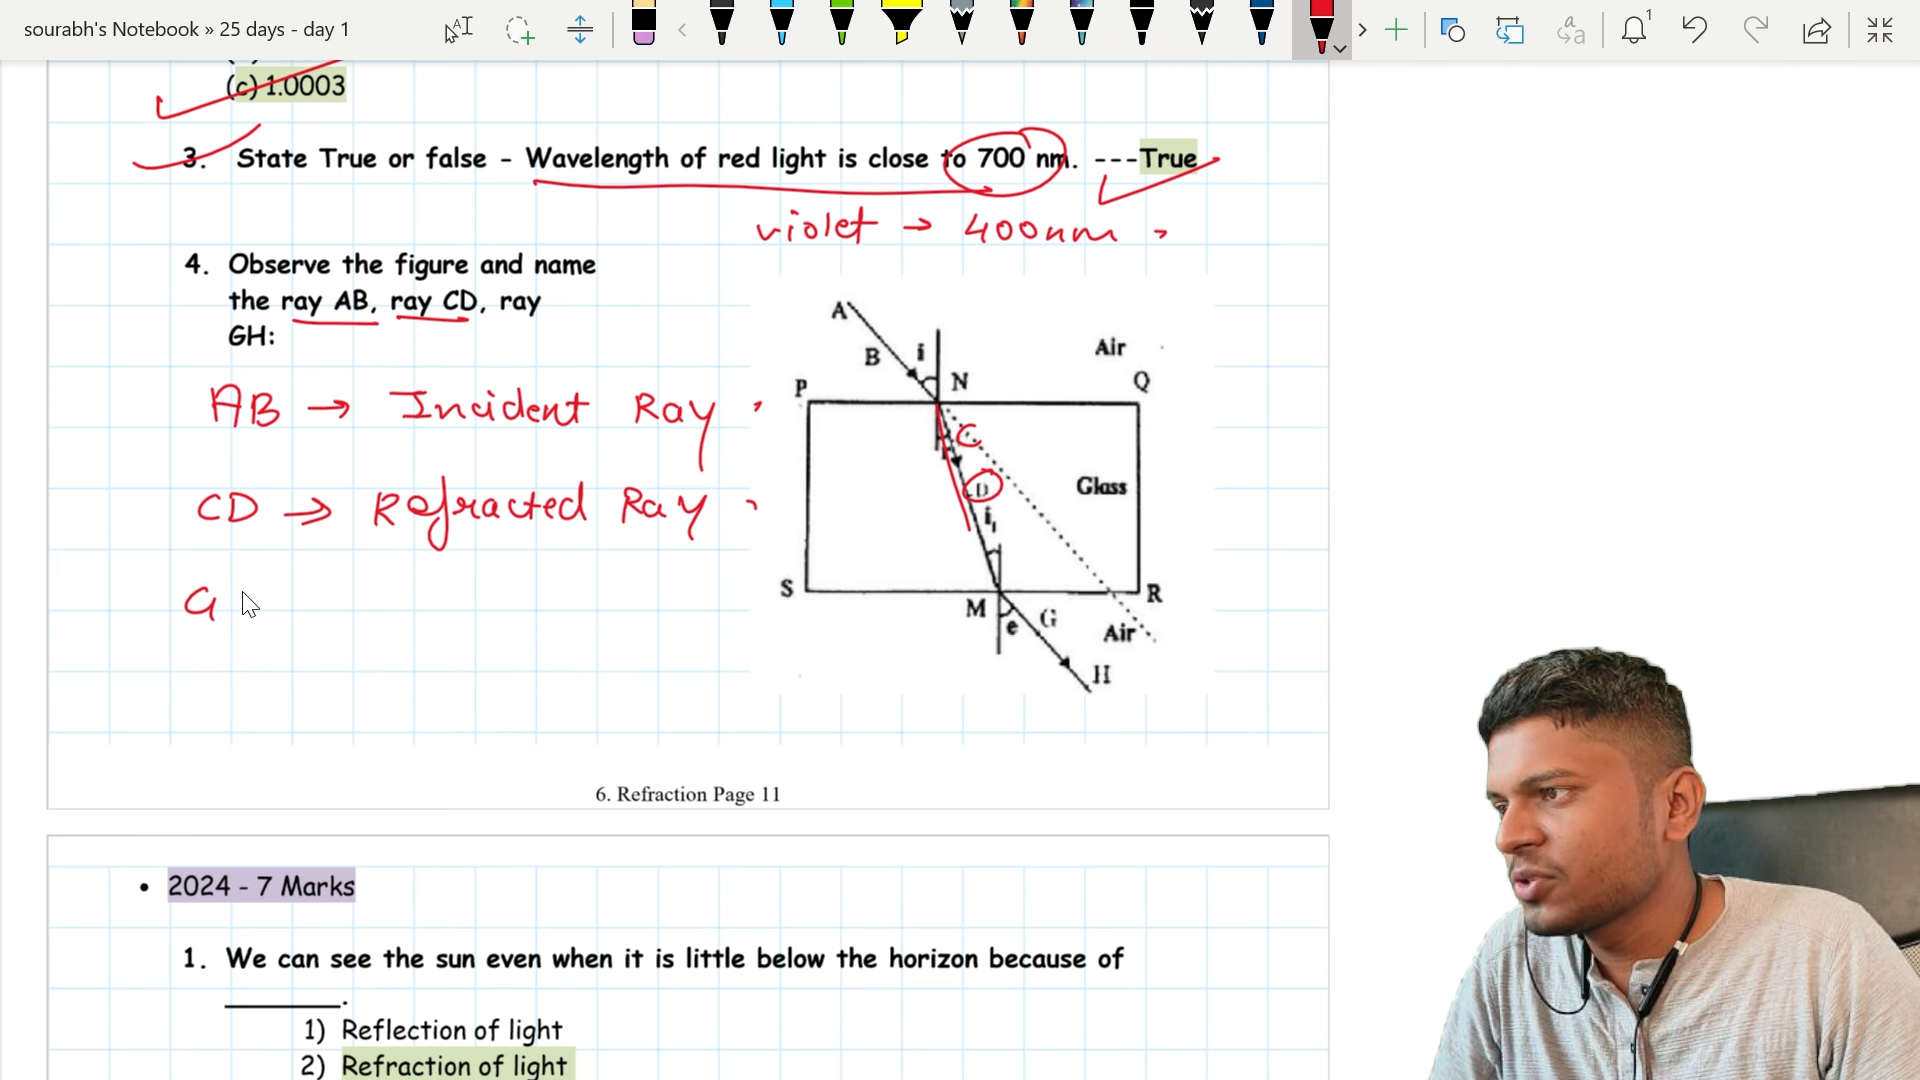 sourabh's Notebook » 25 days - day 1
(c) 1.0003
3. State True or false - Wavelength of red light is close to 700 nm. ---True
violet → 400nm
4. Observe the figure and name
the ray AB, ray CD, ray
GH:
AB → Incident Ray
CD → Refracted Ray
G
A
B
i
N
Air
P
Q
C
D
Glass
i₁
S
R
M
e
G
Air
H
6. Refraction Page 11
• 2024 - 7 Marks
1. We can see the sun even when it is little below the horizon because of
________.
1) Reflection of light
2) Refraction of light